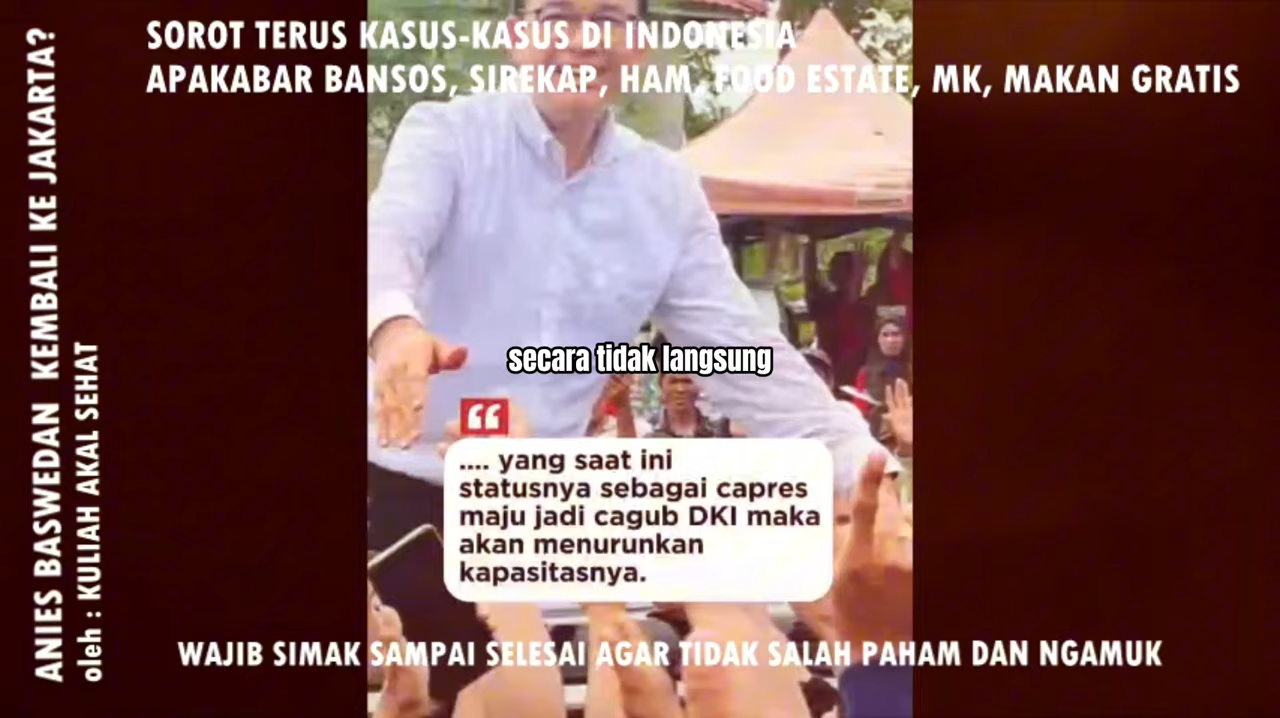 SOROT TERUS KASUS-KASUS DI INDONESIA
APAKABAR BANSOS, SIREKAP, HAM, FOOD ESTATE, MK, MAKAN GRATIS
ANIES BASWEDAN KEMBALI KE JAKARTA?
oleh : KULIAH AKAL SEHAT
secara tidak langsung
“
.... yang saat ini
statusnya sebagai capres
maju jadi cagub DKI maka
akan menurunkan
kapasitasnya.
WAJIB SIMAK SAMPAI SELESAI AGAR TIDAK SALAH PAHAM DAN NGAMUK